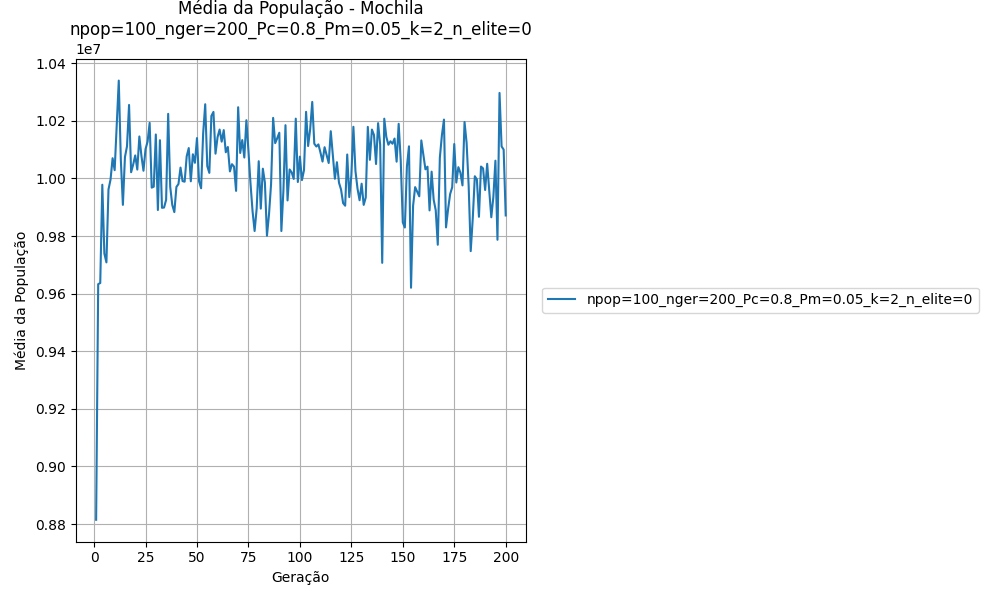 Média da População - Mochila
npop=100_nger=200_Pc=0.8_Pm=0.05_k=2_n_elite=0
1e7
1.04
1.02
1.00
0.98
0.96
0.94
0.92
0.90
0.88
Média da População
0 25 50 75 100 125 150 175 200
Geração
npop=100_nger=200_Pc=0.8_Pm=0.05_k=2_n_elite=0